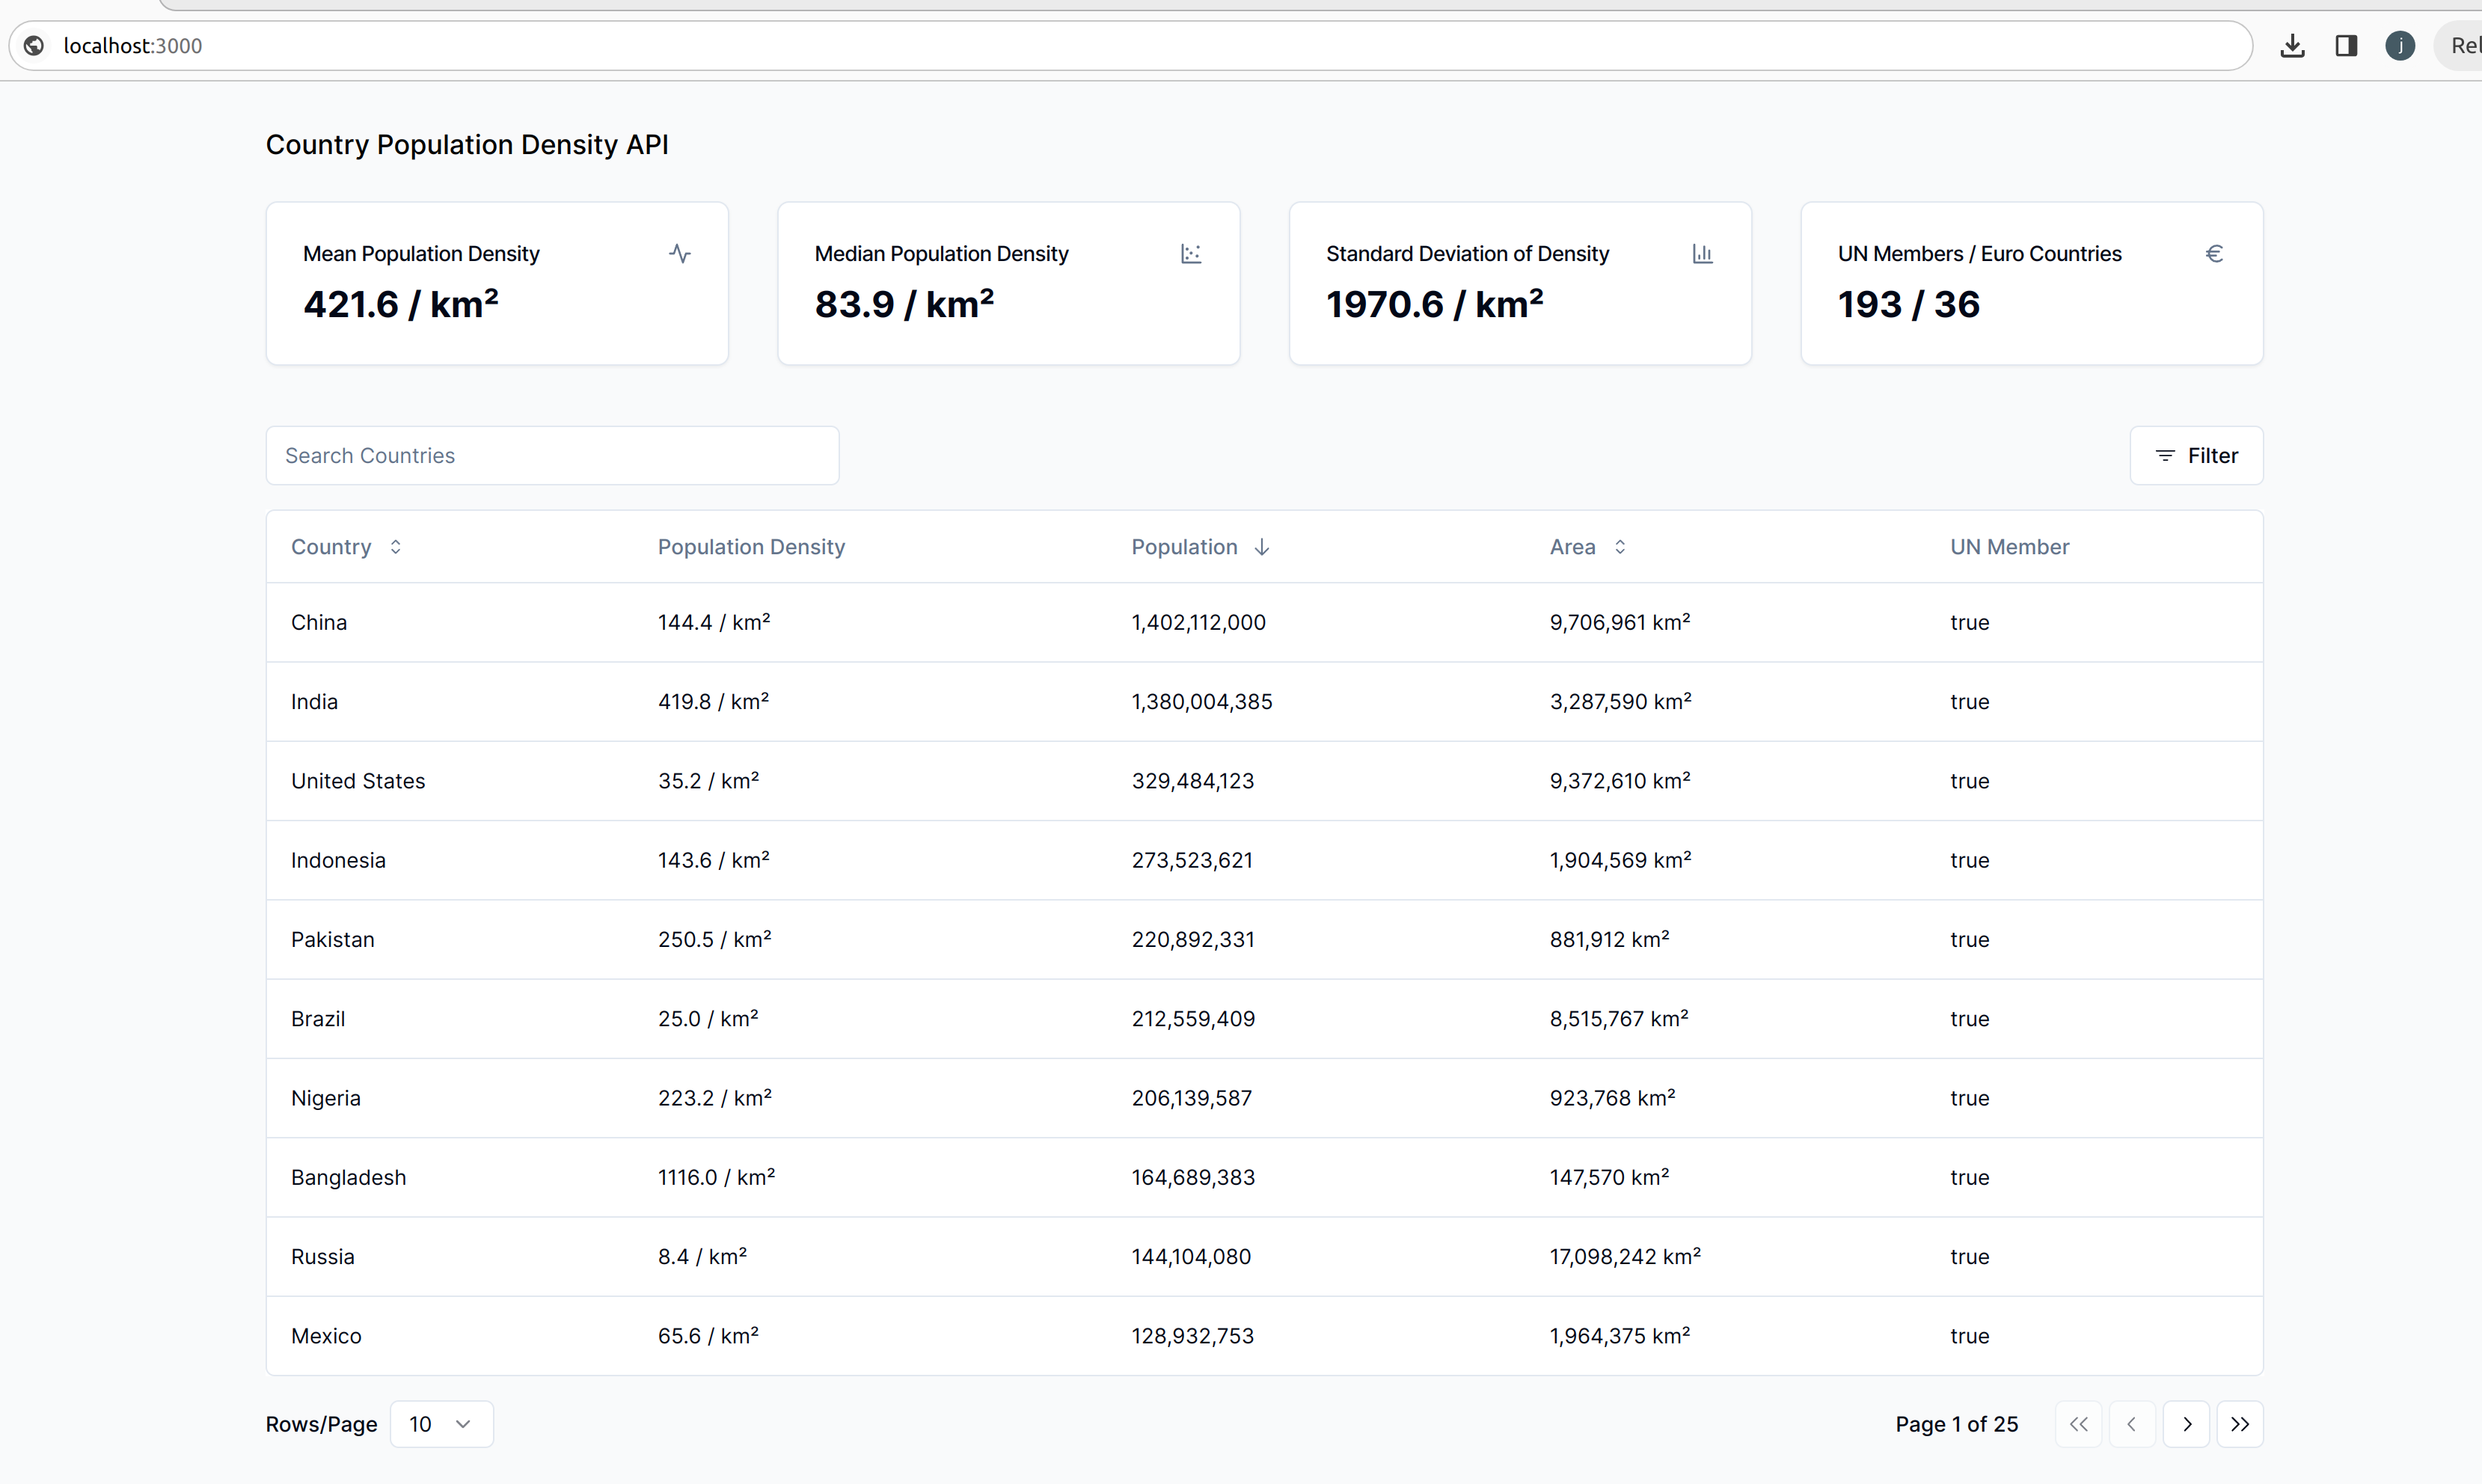 localhost:3000
j
Rel
Country Population Density API
Mean Population Density
421.6 / km²
Median Population Density
83.9 / km²
Standard Deviation of Density
1970.6 / km²
UN Members / Euro Countries
€
193 / 36
Search Countries
Filter
Country Population Density Population Area UN Member
China 144.4 / km² 1,402,112,000 9,706,961 km² true
India 419.8 / km² 1,380,004,385 3,287,590 km² true
United States 35.2 / km² 329,484,123 9,372,610 km² true
Indonesia 143.6 / km² 273,523,621 1,904,569 km² true
Pakistan 250.5 / km² 220,892,331 881,912 km² true
Brazil 25.0 / km² 212,559,409 8,515,767 km² true
Nigeria 223.2 / km² 206,139,587 923,768 km² true
Bangladesh 1116.0 / km² 164,689,383 147,570 km² true
Russia 8.4 / km² 144,104,080 17,098,242 km² true
Mexico 65.6 / km² 128,932,753 1,964,375 km² true
Rows/Page 10 Page 1 of 25